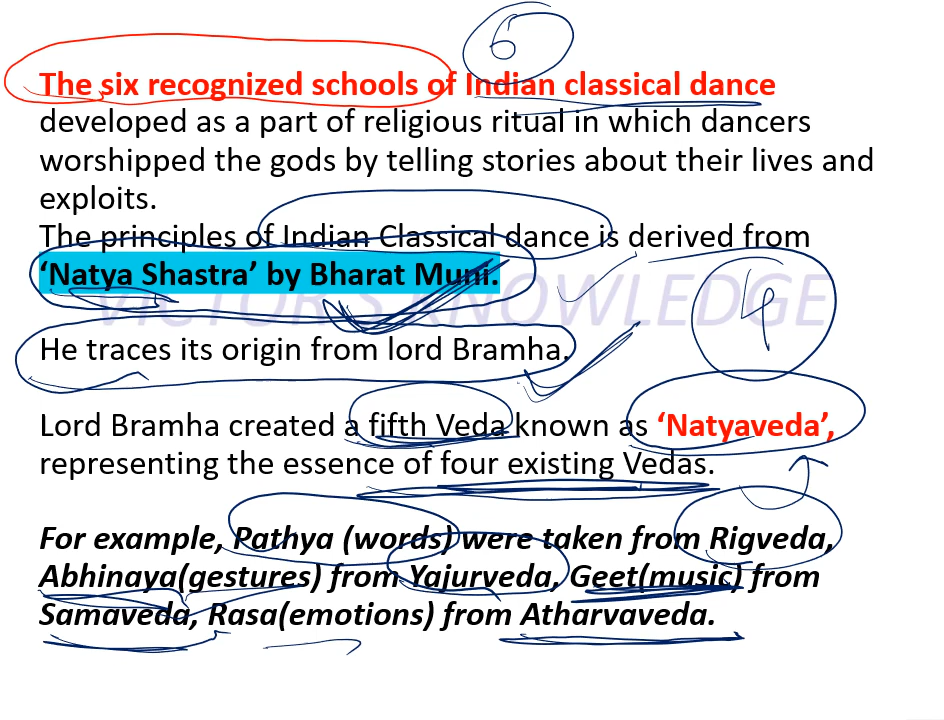 6
The six recognized schools of Indian classical dance
developed as a part of religious ritual in which dancers
worshipped the gods by telling stories about their lives and
exploits.
The principles of Indian Classical dance is derived from
‘Natya Shastra’ by Bharat Muni.
VICTOR'S KNOWLEDGE
4
He traces its origin from lord Bramha.
Lord Bramha created a fifth Veda known as ‘Natyaveda’,
representing the essence of four existing Vedas.
For example, Pathya (words) were taken from Rigveda,
Abhinaya(gestures) from Yajurveda, Geet(music) from
Samaveda, Rasa(emotions) from Atharvaveda.